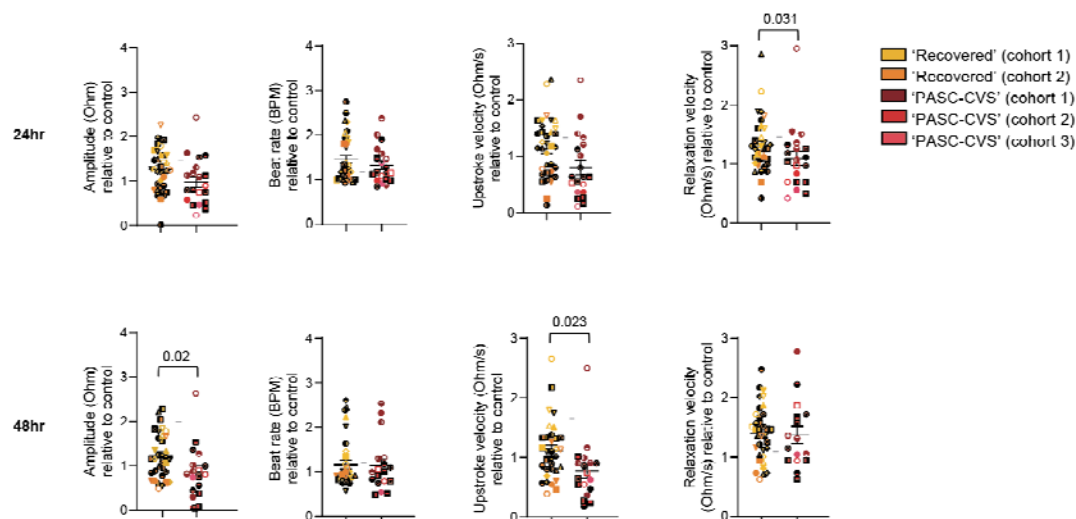 24hr
Amplitude (Ohm)
relative to control
4
3
2
1
0
Beat rate (BPM)
relative to control
4
3
2
1
0
Upstroke velocity (Ohm/s)
relative to control
3
2
1
0
0.031
Relaxation velocity
(Ohm/s) relative to control
3
2
1
0
'Recovered' (cohort 1)
'Recovered' (cohort 2)
'PASC-CVS' (cohort 1)
'PASC-CVS' (cohort 2)
'PASC-CVS' (cohort 3)
48hr
0.02
Amplitude (Ohm)
relative to control
4
3
2
1
0
Beat rate (BPM)
relative to control
4
3
2
1
0
0.023
Upstroke velocity (Ohm/s)
relative to control
3
2
1
0
Relaxation velocity
(Ohm/s) relative to control
3
2
1
0